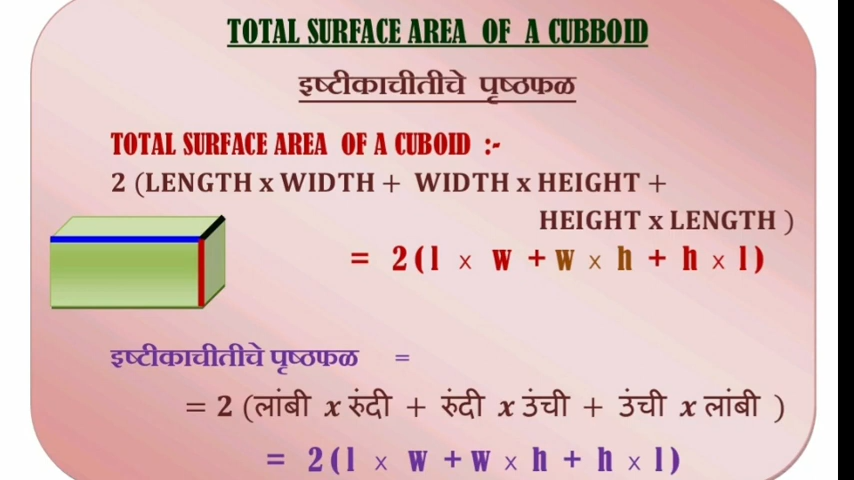 TOTAL SURFACE AREA OF A CUBBOID
इष्टीकाचीतीचे पृष्ठफळ
TOTAL SURFACE AREA OF A CUBOID :-
2 (LENGTH x WIDTH + WIDTH x HEIGHT +
HEIGHT x LENGTH )
= 2(l × w + w × h + h × l)
इष्टीकाचीतीचे पृष्ठफळ =
= 2 (लांबी x रुंदी + रुंदी x उंची + उंची x लांबी )
= 2(l × w + w × h + h × l)